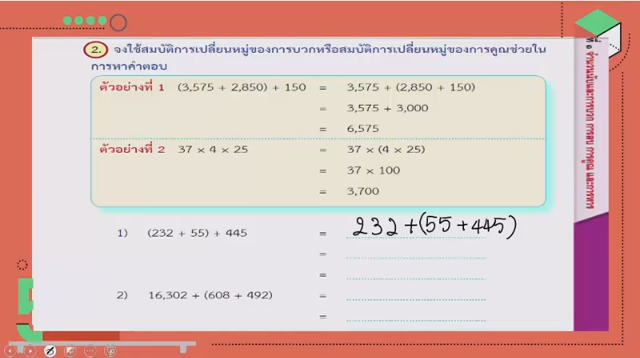 2. จงใช้สมบัติการเปลี่ยนหมู่ของการบวกหรือสมบัติการเปลี่ยนหมู่ของการคูณช่วยใน
การหาคำตอบ
ตัวอย่างที่ 1 (3,575 + 2,850) + 150 = 3,575 + (2,850 + 150)
= 3,575 + 3,000
= 6,575
ตัวอย่างที่ 2 37 × 4 × 25 = 37 × (4 × 25)
= 37 × 100
= 3,700
1) (232 + 55) + 445 = 232 + (55 + 445)
=
=
2) 16,302 + (608 + 492) =
=